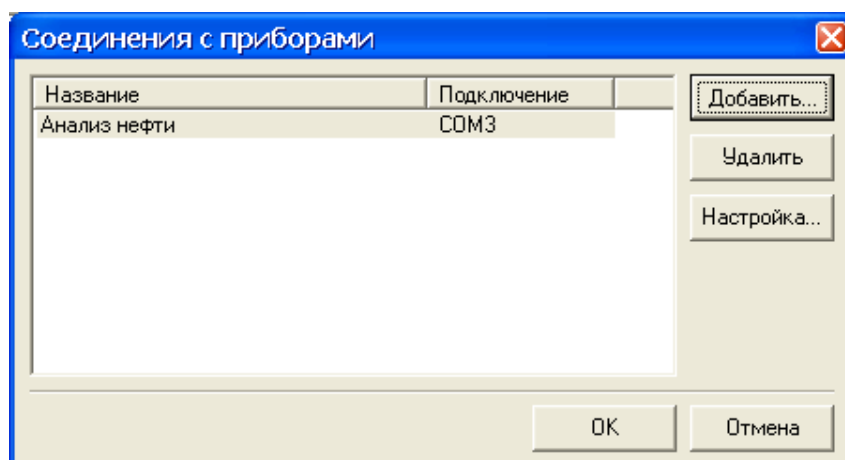 Соединения с приборами
Название Подключение
Добавить...
Анализ нефти COM3
Удалить
Настройка...
OK Отмена